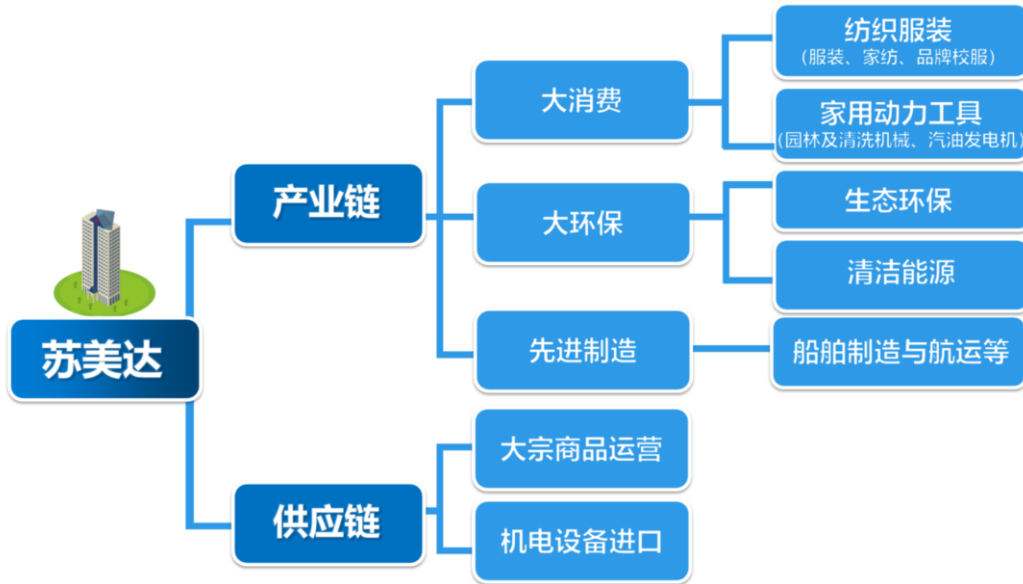 苏美达
产业链
大消费
纺织服装
(服装、家纺、品牌校服)
家用动力工具
(园林及清洗机械、汽油发电机)
大环保
生态环保
清洁能源
先进制造
船舶制造与航运等
供应链
大宗商品运营
机电设备进口